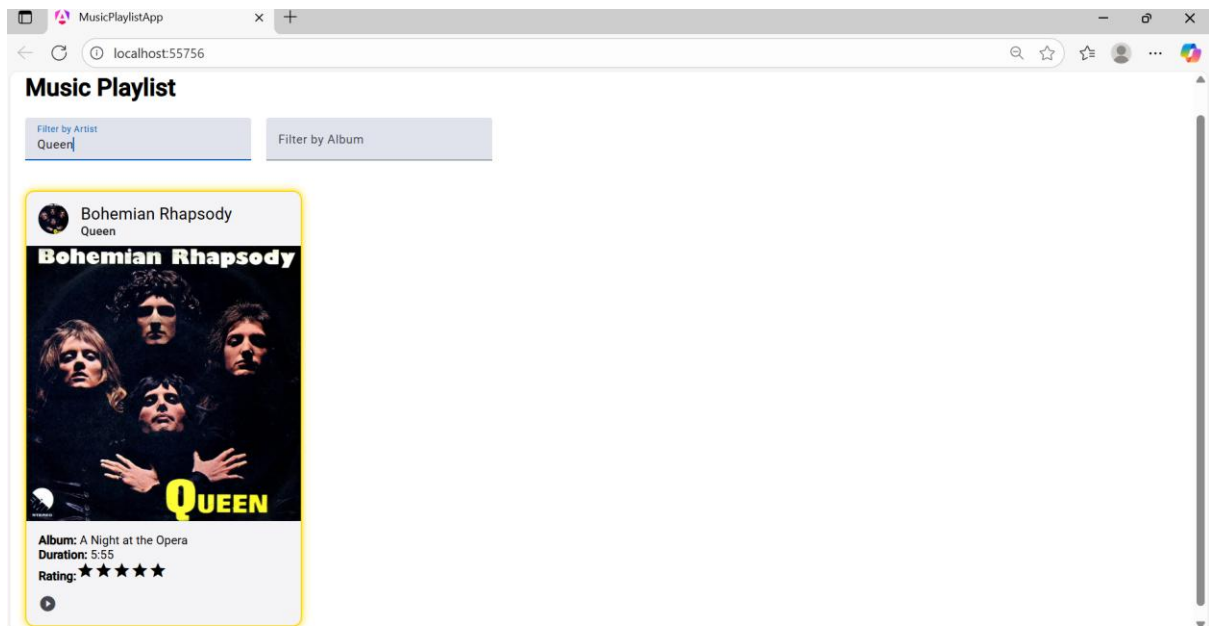 MusicPlaylistApp
localhost:55756
Music Playlist
Filter by Artist
Queen
Filter by Album
Bohemian Rhapsody
Queen
Bohemian Rhapsody
QUEEN
Album: A Night at the Opera
Duration: 5:55
Rating: